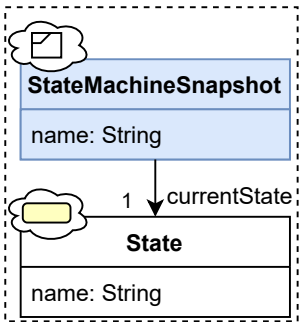 StateMachineSnapshot
name: String
1 currentState
State
name: String